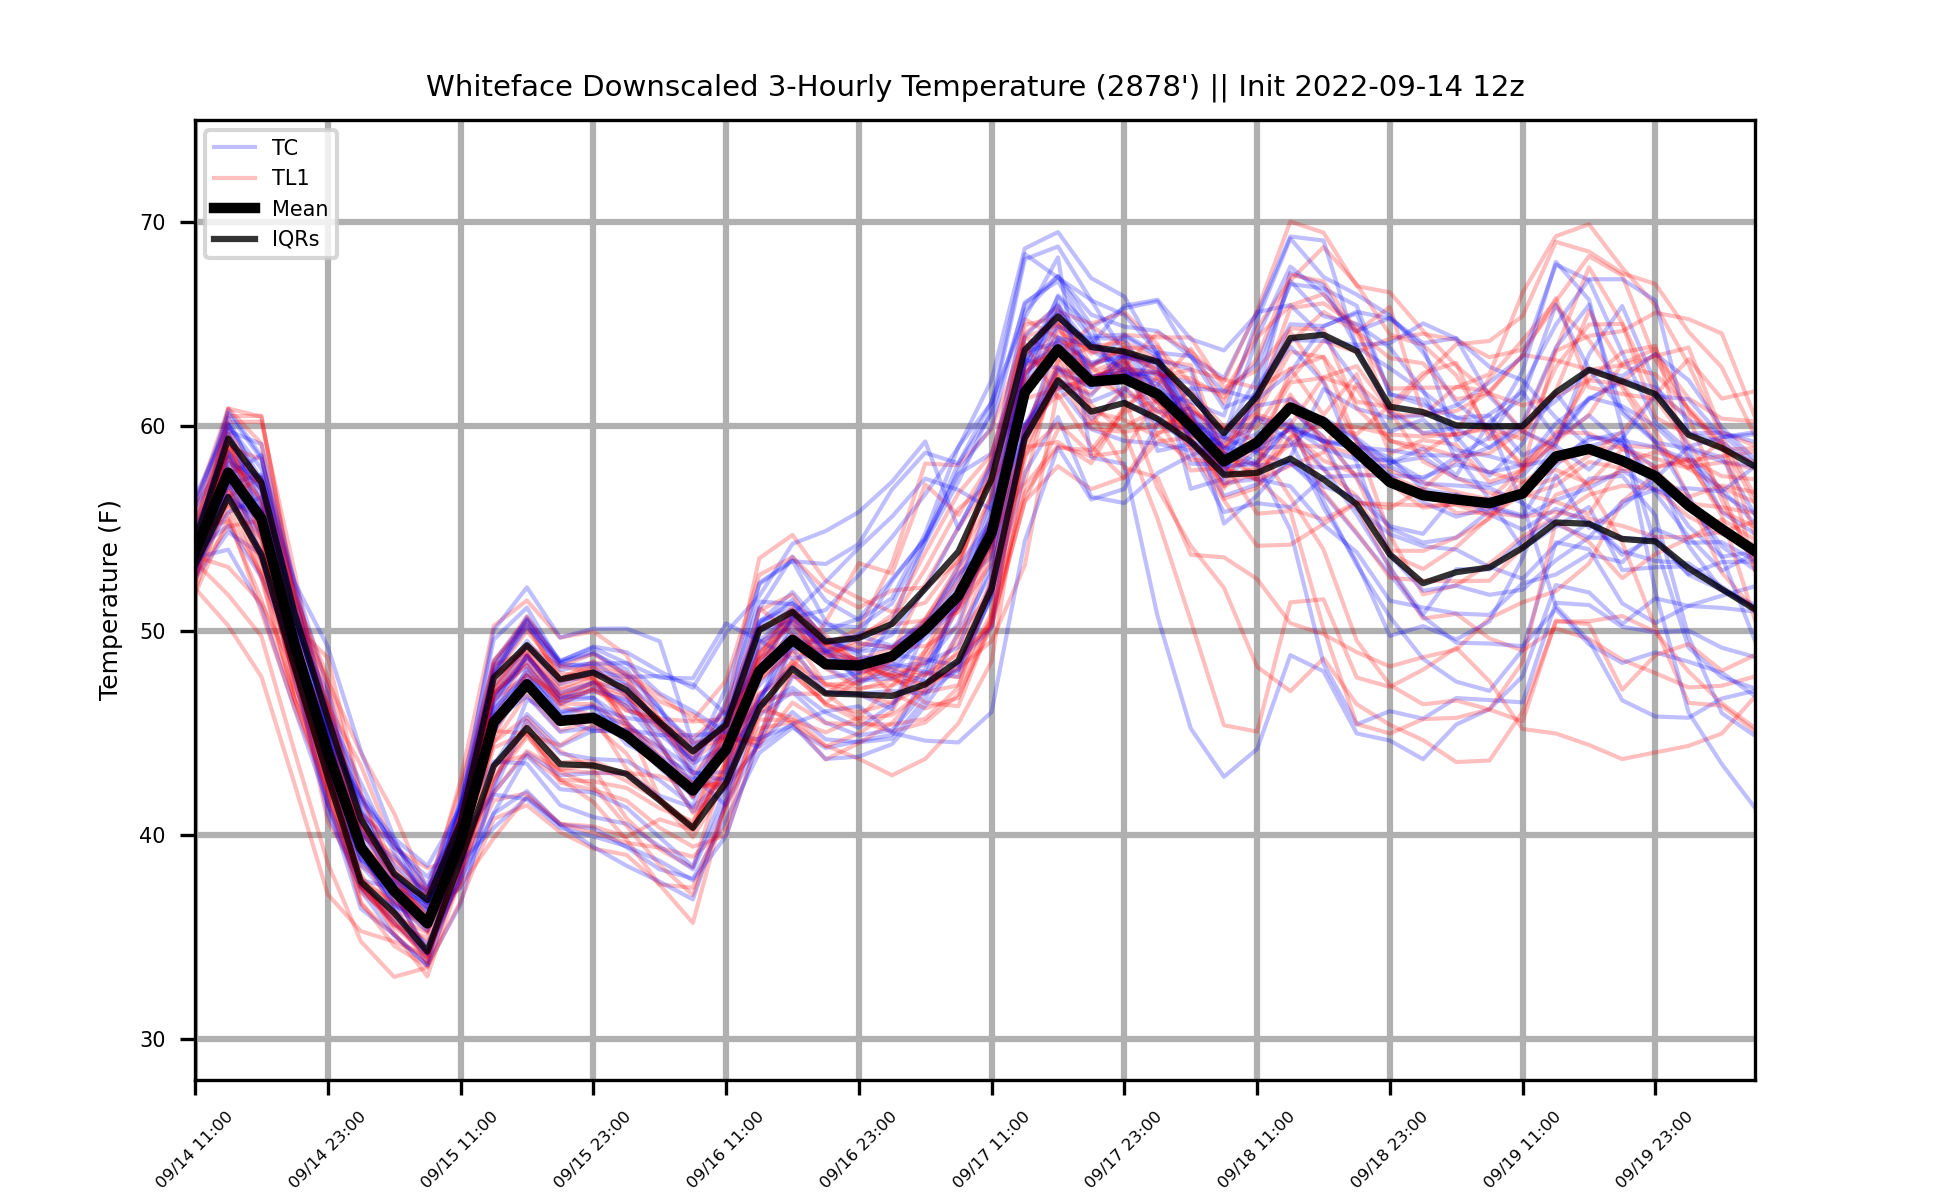 Whiteface Downscaled 3-Hourly Temperature (2878') || Init 2022-09-14 12z
TC
TL1
Mean
IQRs
Temperature (F)
70
60
50
40
30
09/14 11:00
09/14 23:00
09/15 11:00
09/15 23:00
09/16 11:00
09/16 23:00
09/17 11:00
09/17 23:00
09/18 11:00
09/18 23:00
09/19 11:00
09/19 23:00